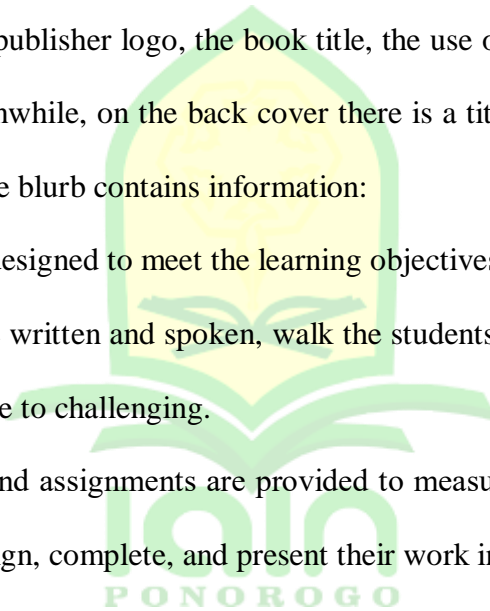 publisher logo, the book title, the use
nwhile, on the back cover there is a
e blurb contains information:
designed to meet the learning objectives
written and spoken, walk the students
e to challenging.
nd assignments are provided to
gn, complete, and present their work
iain
PONOROGO